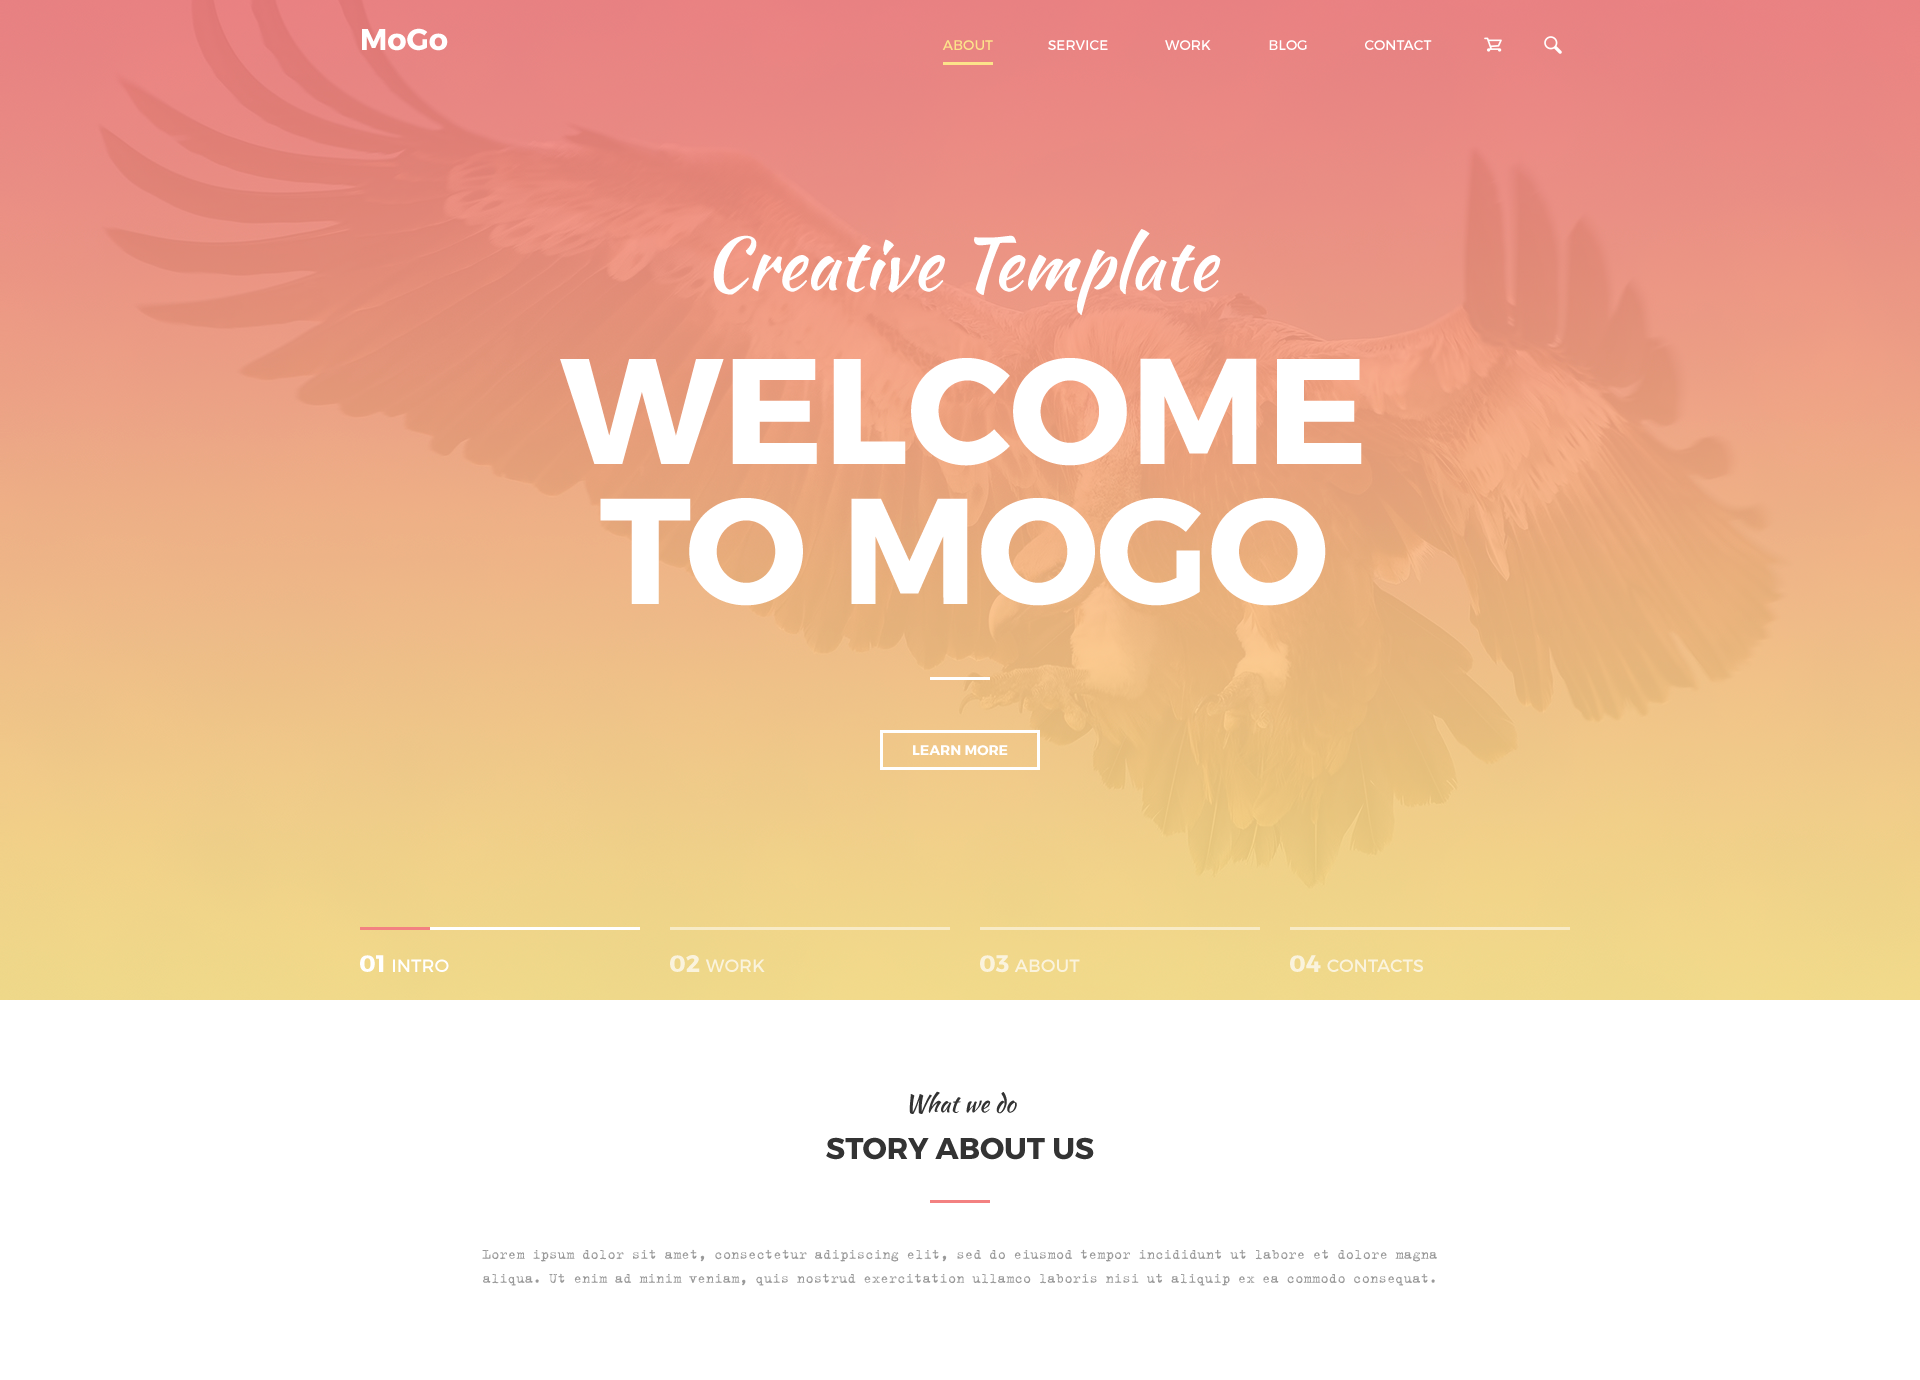 MoGo
ABOUT SERVICE WORK BLOG CONTACT
Creative Template
WELCOME
TO MOGO
LEARN MORE
01 INTRO
02 WORK
03 ABOUT
04 CONTACTS
What we do
STORY ABOUT US
Lorem ipsum dolor sit amet, consectetur adipiscing elit, sed do eiusmod tempor incididunt ut labore et dolore magna
aliqua. Ut enim ad minim veniam, quis nostrud exercitation ullamco laboris nisi ut aliquip ex ea commodo consequat.